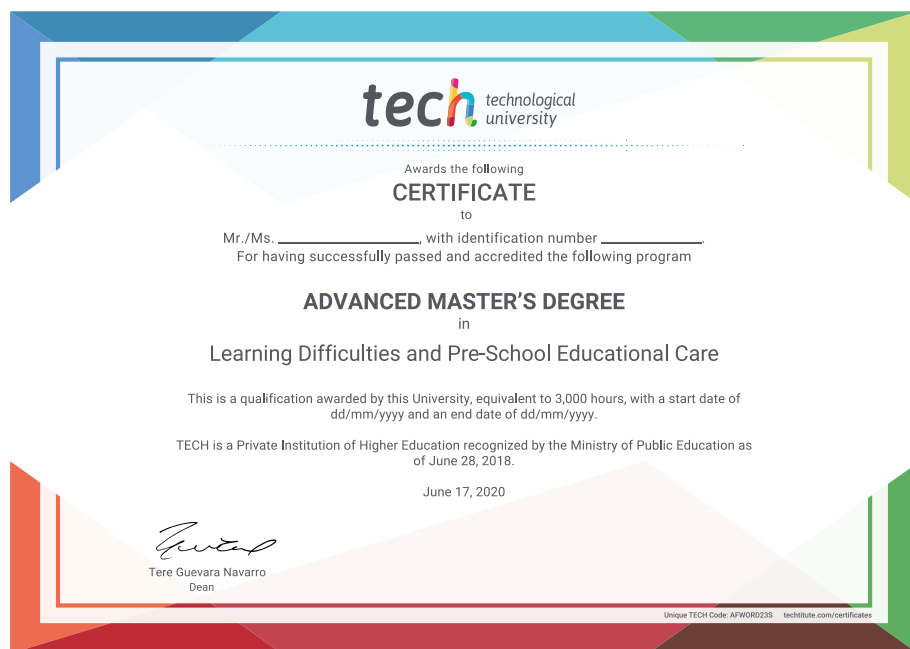 tech technological
university
Awards the following
CERTIFICATE
to
Mr./Ms. ____________________, with identification number ______________.
For having successfully passed and accredited the following program
ADVANCED MASTER'S DEGREE
in
Learning Difficulties and Pre-School Educational Care
This is a qualification awarded by this University, equivalent to 3,000 hours, with a start date of
dd/mm/yyyy and an end date of dd/mm/yyyy.
TECH is a Private Institution of Higher Education recognized by the Ministry of Public Education as
of June 28, 2018.
June 17, 2020
Tere Guevara Navarro
Dean
Unique TECH Code: AFWORD23S techtitute.com/certificates